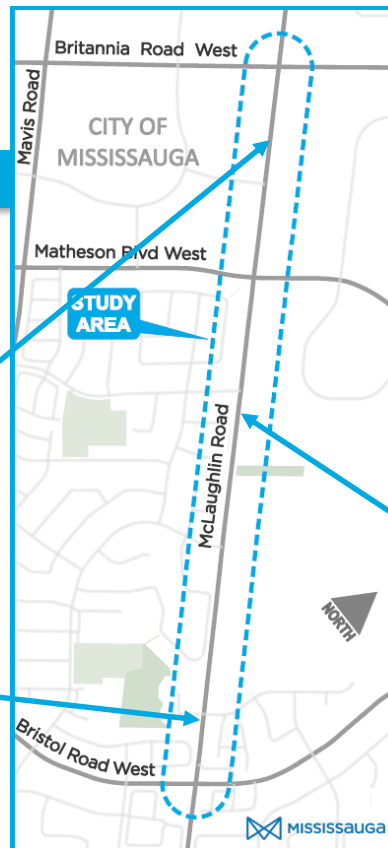 Britannia Road West
Mavis Road
CITY OF
MISSISSAUGA
Matheson Blvd West
STUDY
AREA
McLaughlin Road
NORTH
Bristol Road West
MISSISSAUGA